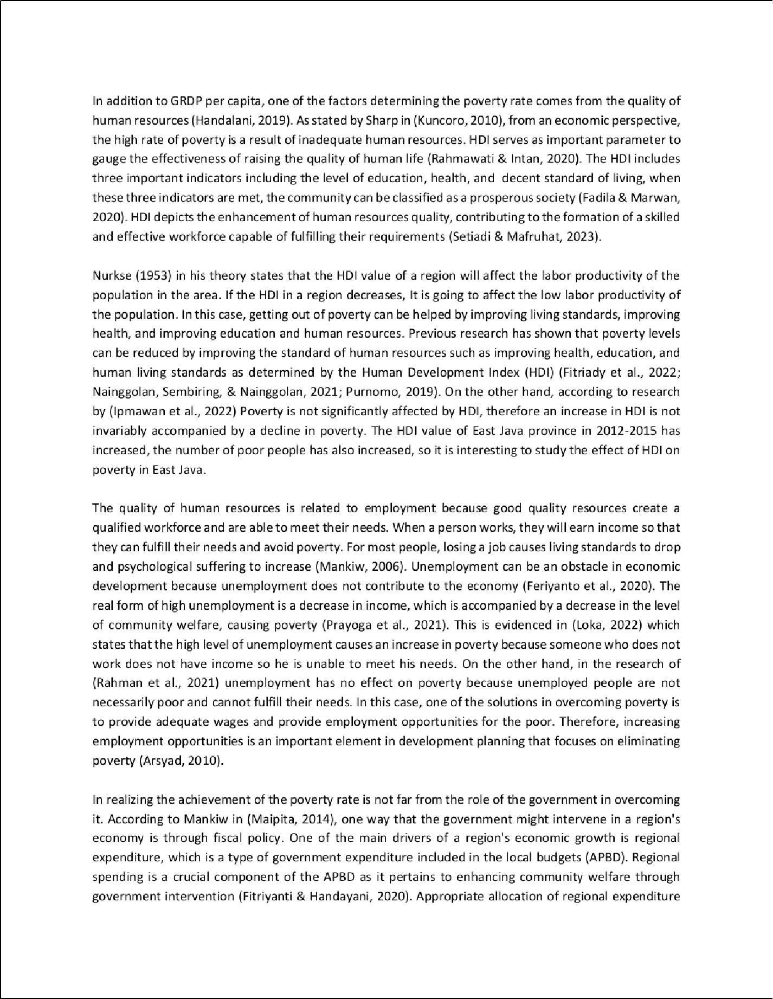 In addition to GRDP per capita, one of the factors determining the poverty rate comes from the quality of
human resources (Handalani, 2019). As stated by Sharp in (Kuncoro, 2010), from an economic perspective,
the high rate of poverty is a result of inadequate human resources. HDI serves as important parameter to
gauge the effectiveness of raising the quality of human life (Rahmawati & Intan, 2020). The HDI includes
three important indicators including the level of education, health, and  decent standard of living, when
these three indicators are met, the community can be classified as a prosperous society (Fadila & Marwan,
2020). HDI depicts the enhancement of human resources quality, contributing to the formation of a skilled
and effective workforce capable of fulfilling their requirements (Setiadi & Mafruhat, 2023).
Nurkse (1953) in his theory states that the HDI value of a region will affect the labor productivity of the
population in the area. If the HDI in a region decreases, It is going to affect the low labor productivity of
the population. In this case, getting out of poverty can be helped by improving living standards, improving
health, and improving education and human resources. Previous research has shown that poverty levels
can be reduced by improving the standard of human resources such as improving health, education, and
human living standards as determined by the Human Development Index (HDI) (Fitriady et al., 2022;
Nainggolan, Sembiring, & Nainggolan, 2021; Purnomo, 2019). On the other hand, according to research
by (Ipmawan et al., 2022) Poverty is not significantly affected by HDI, therefore an increase in HDI is not
invariably accompanied by a decline in poverty. The HDI value of East Java province in 2012-2015 has
increased, the number of poor people has also increased, so it is interesting to study the effect of HDI on
poverty in East Java.
The quality of human resources is related to employment because good quality resources create a
qualified workforce and are able to meet their needs. When a person works, they will earn income so that
they can fulfill their needs and avoid poverty. For most people, losing a job causes living standards to drop
and psychological suffering to increase (Mankiw, 2006). Unemployment can be an obstacle in economic
development because unemployment does not contribute to the economy (Feriyanto et al., 2020). The
real form of high unemployment is a decrease in income, which is accompanied by a decrease in the level
of community welfare, causing poverty (Prayoga et al., 2021). This is evidenced in (Loka, 2022) which
states that the high level of unemployment causes an increase in poverty because someone who does not
work does not have income so he is unable to meet his needs. On the other hand, in the research of
(Rahman et al., 2021) unemployment has no effect on poverty because unemployed people are not
necessarily poor and cannot fulfill their needs. In this case, one of the solutions in overcoming poverty is
to provide adequate wages and provide employment opportunities for the poor. Therefore, increasing
employment opportunities is an important element in development planning that focuses on eliminating
poverty (Arsyad, 2010).
In realizing the achievement of the poverty rate is not far from the role of the government in overcoming
it. According to Mankiw in (Maipita, 2014), one way that the government might intervene in a region's
economy is through fiscal policy. One of the main drivers of a region's economic growth is regional
expenditure, which is a type of government expenditure included in the local budgets (APBD). Regional
spending is a crucial component of the APBD as it pertains to enhancing community welfare through
government intervention (Fitriyanti & Handayani, 2020). Appropriate allocation of regional expenditure